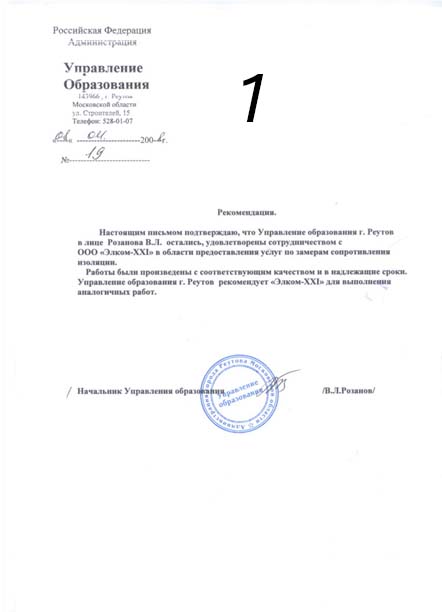 Российская Федерация
Администрация
Управление
Образования
143966 , г. Реутов
Московской области
ул. Строителей, 15
Телефон: 528-01-07
04 200 г.
№ 19
1
Рекомендация.
Настоящим письмом подтверждаю, что Управление образования г. Реутов
в лице Розанова В.Л. остались, удовлетворены сотрудничеством с
ООО «Элком-XXI» в области предоставления услуг по замерам сопротивления
изоляции.
Работы были произведены с соответствующим качеством и в надлежащие сроки.
Управление образования г. Реутов рекомендует «Элком-XXI» для выполнения
аналогичных работ.
/ Начальник Управления образования /В.Л.Розанов/
Управление
образования